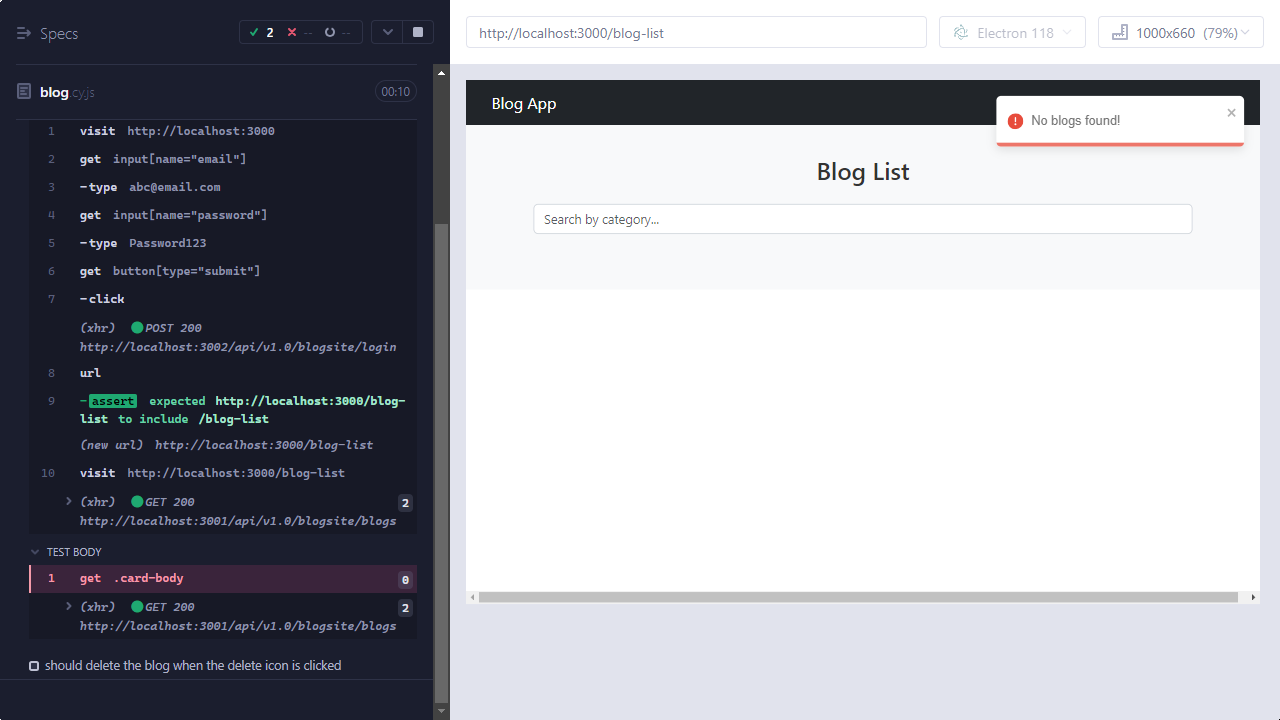 Specs
2 -- --
blog.cy.js 00:10
1 visit http://localhost:3000
2 get input[name="email"]
3 -type abc@email.com
4 get input[name="password"]
5 -type Password123
6 get button[type="submit"]
7 -click
(xhr) POST 200
http://localhost:3002/api/v1.0/blogsite/login
8 url
9 -assert expected http://localhost:3000/blog-
list to include /blog-list
(new url) http://localhost:3000/blog-list
10 visit http://localhost:3000/blog-list
(xhr) GET 200 2
http://localhost:3001/api/v1.0/blogsite/blogs
TEST BODY
1 get .card-body 0
(xhr) GET 200 2
http://localhost:3001/api/v1.0/blogsite/blogs
should delete the blog when the delete icon is clicked
http://localhost:3000/blog-list
Electron 118
1000x660 (79%)
Blog App
No blogs found!
Blog List
Search by category...